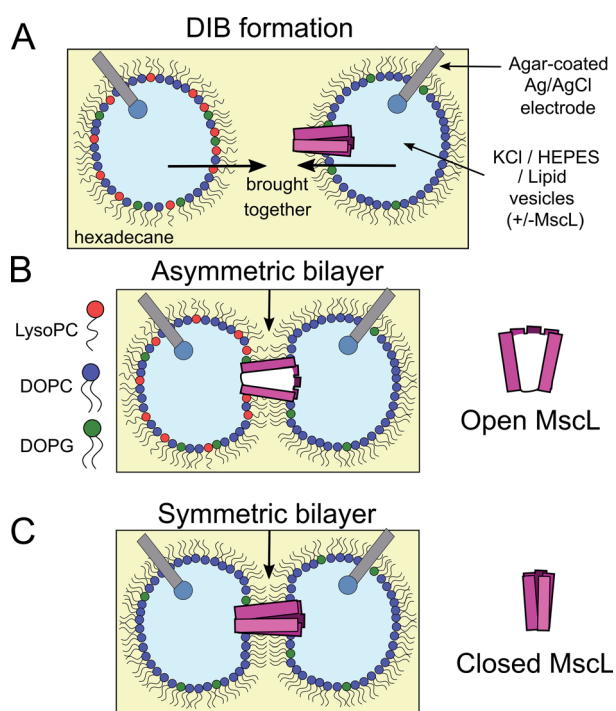 A
DIB formation
Agar-coated
Ag/AgCl
electrode
KCl / HEPES
/ Lipid
vesicles
(+/-MscL)
brought
together
hexadecane
B
Asymmetric bilayer
LysoPC
DOPC
DOPG
Open MscL
C
Symmetric bilayer
Closed MscL